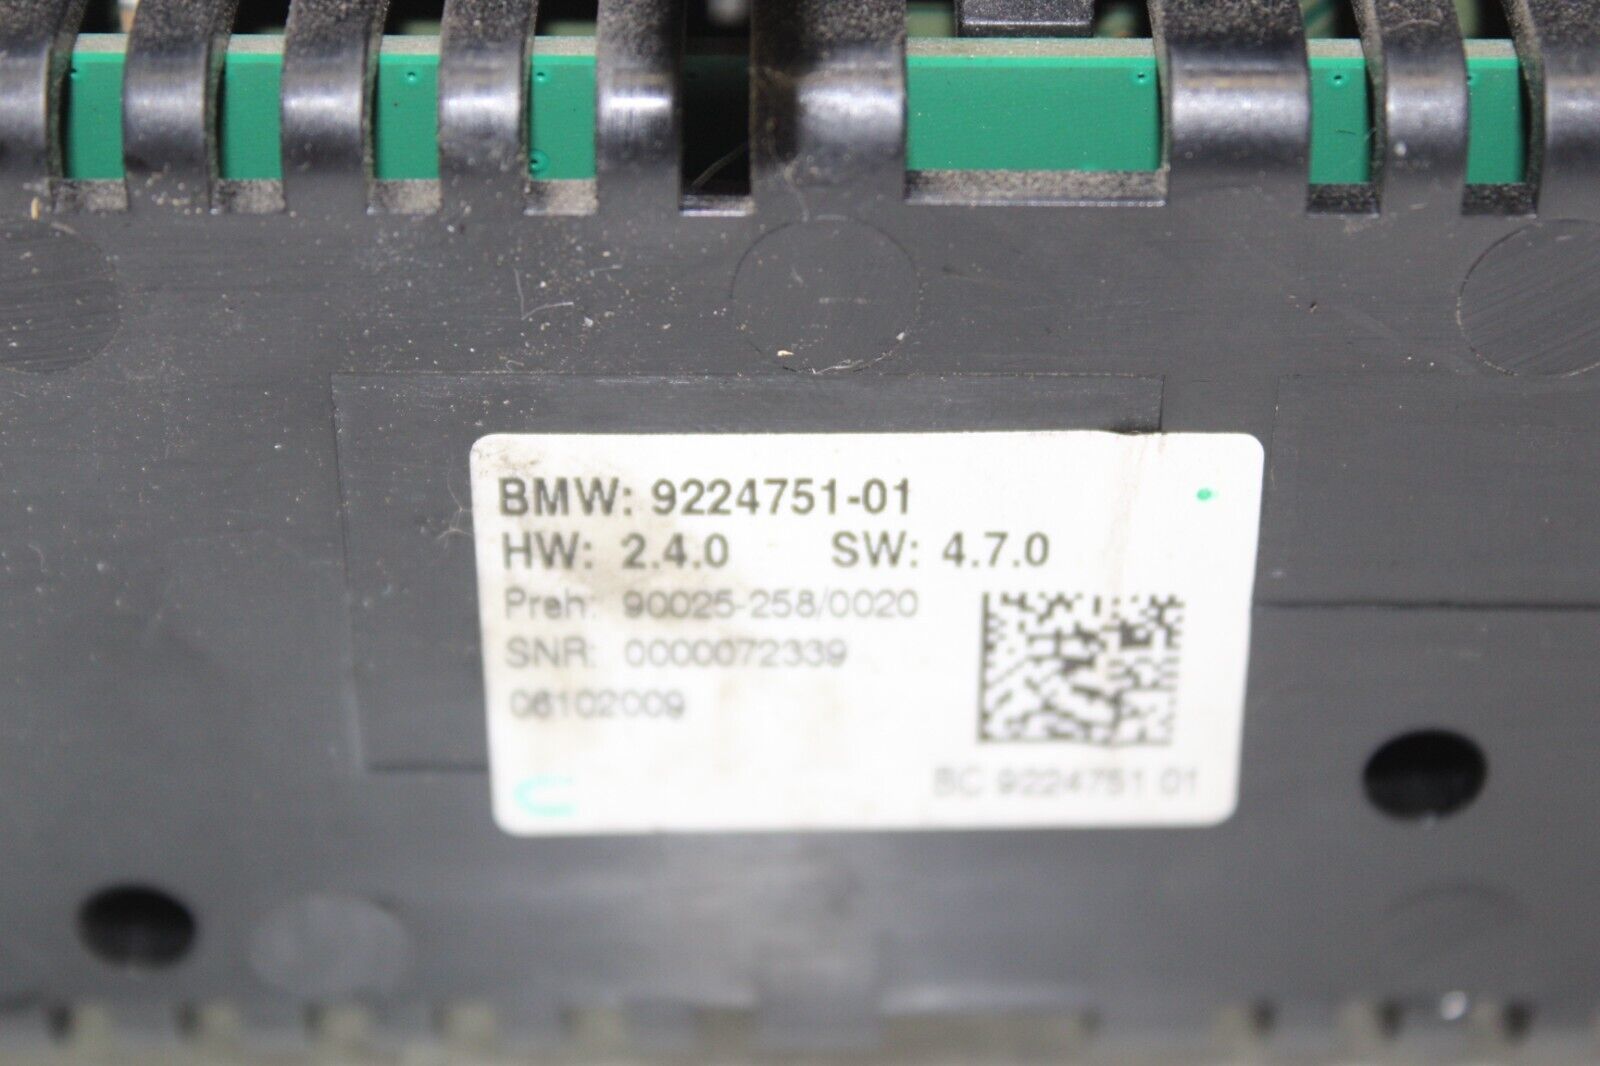 BMW: 9224751-01
HW: 2.4.0 SW: 4.7.0
Preh: 90025-258/0020
SNR: 0000072339
06102009
BC 9224751 01